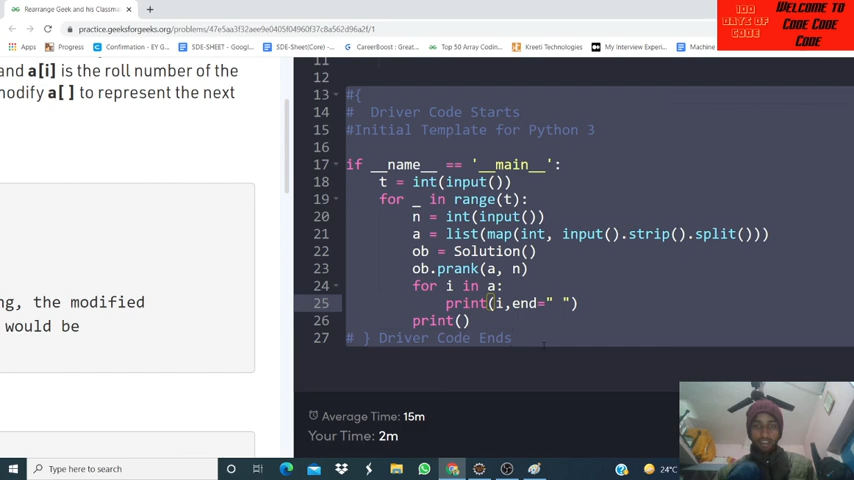 Rearrange Geek and his Classma
practice.geeksforgeeks.org/problems/47e5aa3f32aee9e0405f04960f37c8a562d96a2f/1
Apps
Progress
Confirmation - EY G...
SDE-SHEET - Googl...
SDE-Sheet(Core) -...
CareerBoost : Great...
Top 50 Array Coding...
Kreeti Technologies
My Interview Experi...
Machine
100 DAYS OF CODE
WELCOME TO
CODE CODE
CODE
and a[i] is the roll number of the
modify a[ ] to represent the next
ng, the modified
would be
11
12
13 #{
14 # Driver Code Starts
15 #Initial Template for Python 3
16
17 if __name__ == '__main__':
18 t = int(input())
19 for _ in range(t):
20 n = int(input())
21 a = list(map(int, input().strip().split()))
22 ob = Solution()
23 ob.prank(a, n)
24 for i in a:
25 print(i,end=" ")
26 print()
27 # } Driver Code Ends
Average Time: 15m
Your Time: 2m
Type here to search
24°C